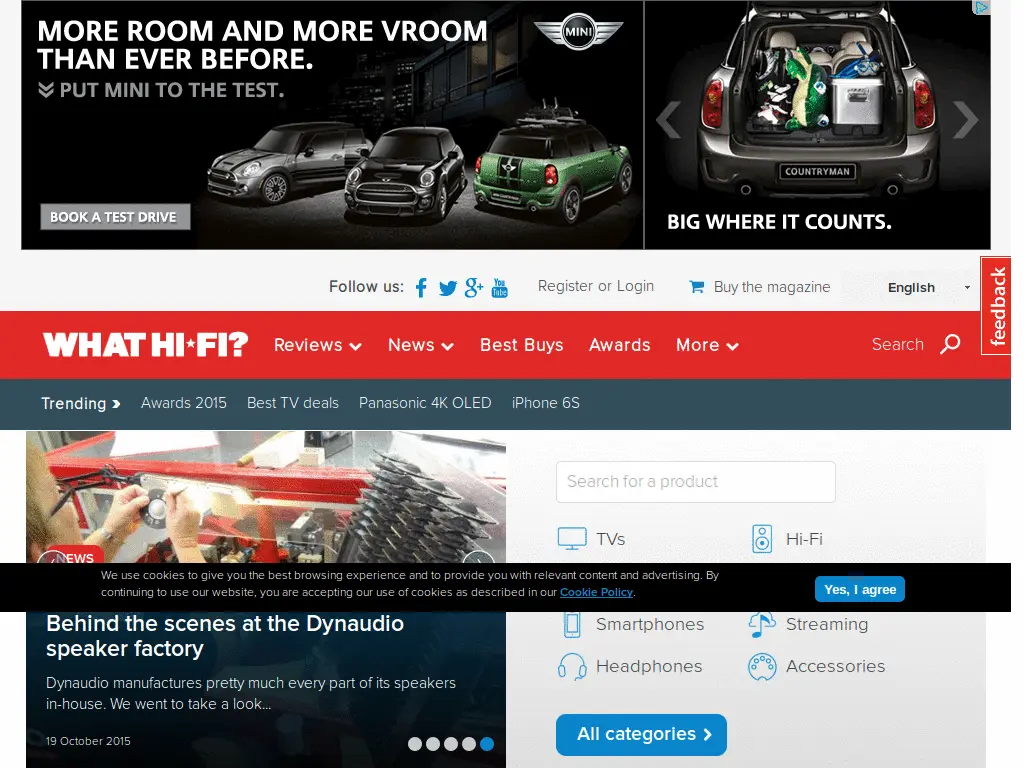 MORE ROOM AND MORE VROOM
THAN EVER BEFORE.
PUT MINI TO THE TEST.
BOOK A TEST DRIVE
MINI
COUNTRYMAN
BIG WHERE IT COUNTS.
Follow us:
You
Tube
Register or Login
Buy the magazine
English
feedback
WHAT HI FI?
Reviews
News
Best Buys
Awards
More
Search
Trending
Awards 2015
Best TV deals
Panasonic 4K OLED
iPhone 6S
Search for a product
TVs
Hi-Fi
NEWS
We use cookies to give you the best browsing experience and to provide you with relevant content and advertising. By
continuing to use our website, you are accepting our use of cookies as described in our Cookie Policy.
Yes, I agree
Behind the scenes at the Dynaudio
speaker factory
Dynaudio manufactures pretty much every part of its speakers
in-house. We went to take a look...
19 October 2015
Smartphones
Streaming
Headphones
Accessories
All categories